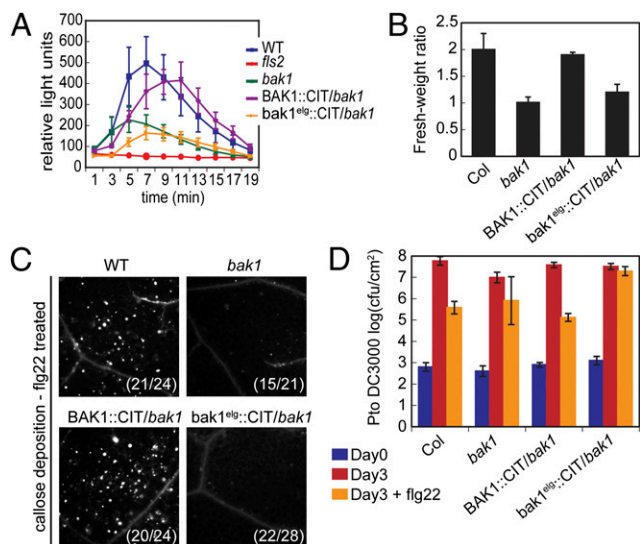 A
relative light units
700
600
500
400
300
200
100
0
1 3 5 7 9 11 13 15 17 19
time (min)
WT
fls2
bak1
BAK1::CIT/bak1
bak1elg::CIT/bak1
B
Fresh-weight ratio
2.5
2
1.5
1
0.5
0
Col
bak1
BAK1::CIT/bak1
bak1elg::CIT/bak1
C
callose deposition - flg22 treated
WT
bak1
(21/24)
(15/21)
BAK1::CIT/bak1
bak1elg::CIT/bak1
(20/24)
(22/28)
D
Pto DC3000 log(cfu/cm²)
8
7
6
5
4
3
2
1
0
Col
bak1
BAK1::CIT/bak1
bak1elg::CIT/bak1
Day0
Day3
Day3 + flg22